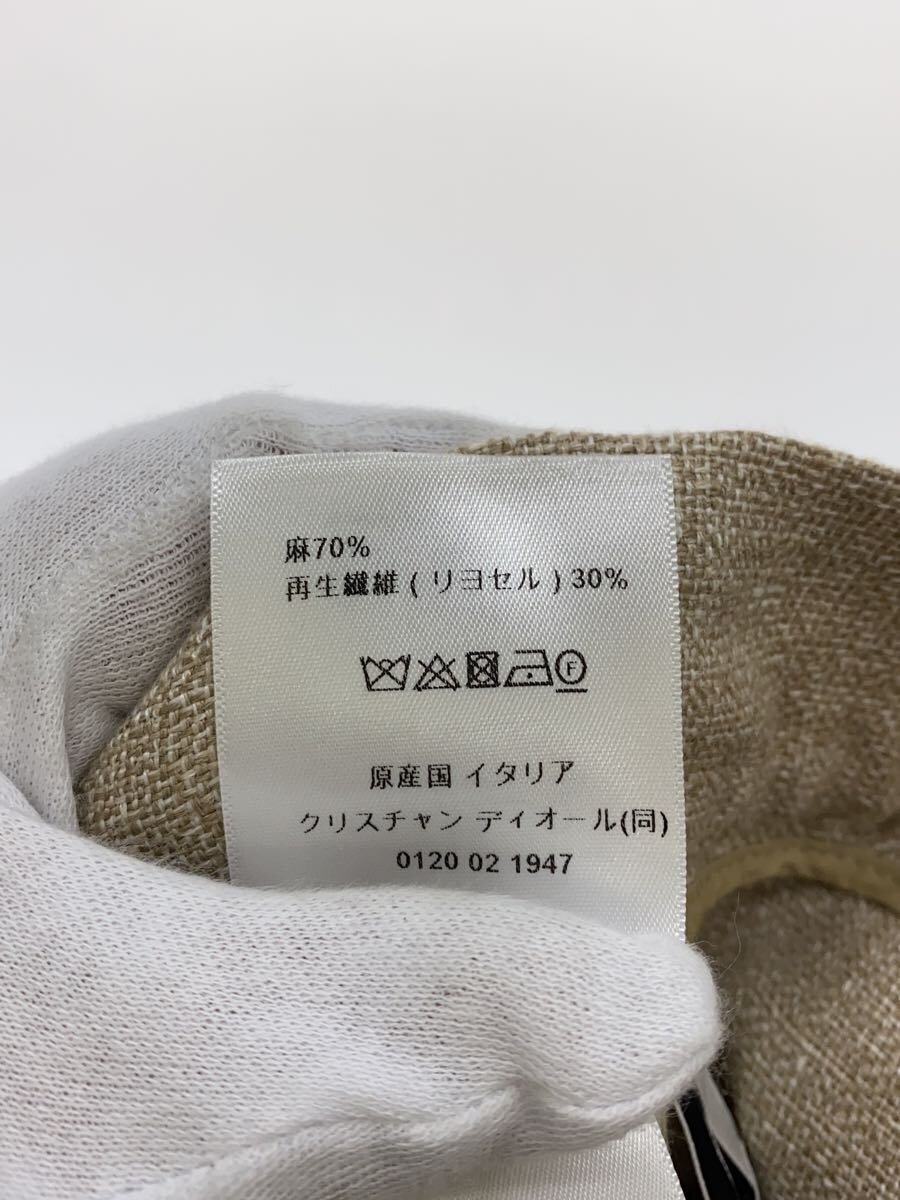 麻70%
再生繊維 ( リヨセル ) 30%
F
原産国 イタリア
クリスチャン ディオール(同)
0120 02 1947